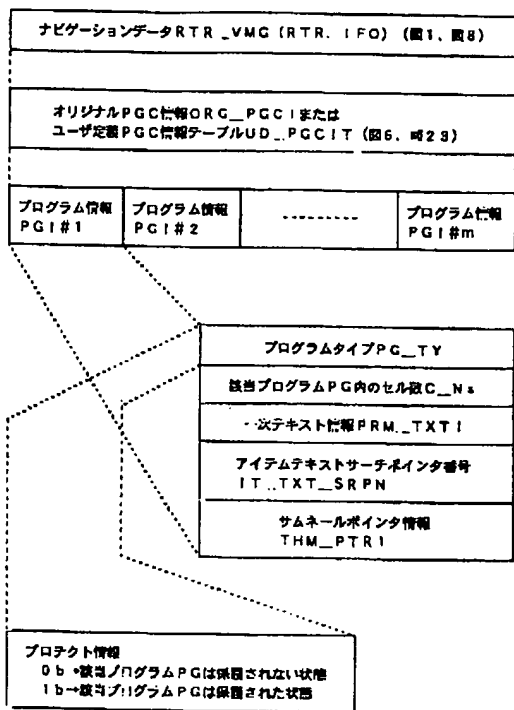 ナビゲーションデータRTR_VMG (RTR. IFO) (図1、図8)
オリジナルPGC情報ORG_PGCIまたは
ユーザ定義PGC情報テーブルUD_PGCIT (図6、図29)
プログラム情報
PGI#1
プログラム情報
PGI#2
---------
プログラム情報
PGI#m
プログラムタイプPG_TY
該当プログラムPG内のセル数C_Ns
一次テキスト情報PRM_TXTI
アイテムテキストサーチポインタ番号
IT_TXT_SRPN
サムネールポインタ情報
THM_PTRI
プロテクト情報
0b→該当プログラムPGは保護されない状態
1b→該当プログラムPGは保護された状態